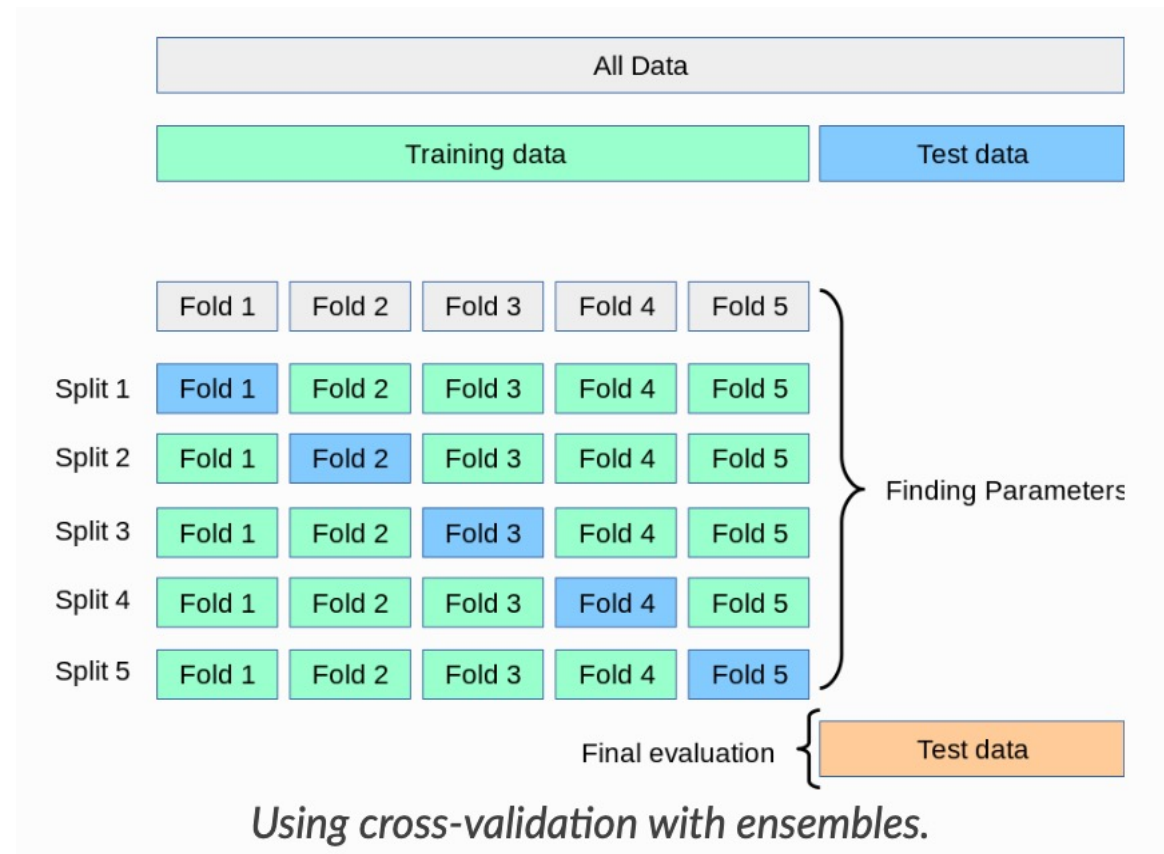 All Data
Training data Test data
Fold 1 Fold 2 Fold 3 Fold 4 Fold 5
Split 1 Fold 1 Fold 2 Fold 3 Fold 4 Fold 5
Split 2 Fold 1 Fold 2 Fold 3 Fold 4 Fold 5
Split 3 Fold 1 Fold 2 Fold 3 Fold 4 Fold 5
Split 4 Fold 1 Fold 2 Fold 3 Fold 4 Fold 5
Split 5 Fold 1 Fold 2 Fold 3 Fold 4 Fold 5
Finding Parameters
Final evaluation Test data
Using cross-validation with ensembles.